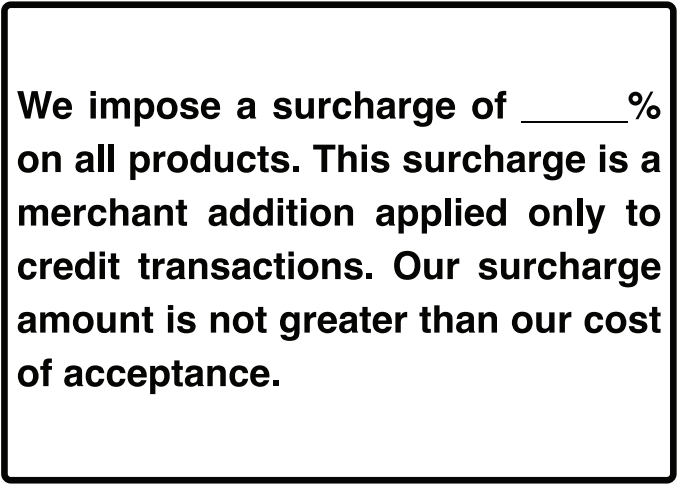 We impose a surcharge of ______%
on all products. This surcharge is a
merchant addition applied only to
credit transactions. Our surcharge
amount is not greater than our cost
of acceptance.